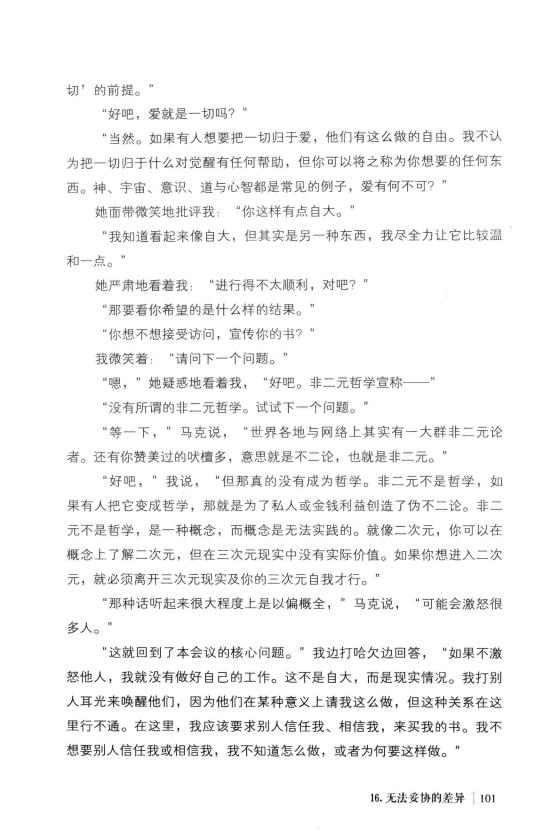 切’的前提。”
“好吧，爱就是一切吗？”
“当然。如果有人想要把一切归于爱，他们有这么做的自由。我不认
为把一切归于什么对觉醒有任何帮助，但你可以将之称为你想要的任何东
西。神、宇宙、意识、道与心智都是常见的例子，爱有何不可？”
她面带微笑地批评我：“你这样有点自大。”
“我知道看起来像自大，但其实是另一种东西，我尽全力让它比较温
和一点。”
她严肃地看着我：“进行得不太顺利，对吧？”
“那要看你希望的是什么样的结果。”
“你想不想接受访问，宣传你的书？”
我微笑着：“请问下一个问题。”
“嗯，”她疑惑地看着我，“好吧。非二元哲学宣称——”
“没有所谓的非二元哲学。试试下一个问题。”
“等一下，”马克说，“世界各地与网络上其实有一大群非二元论
者。还有你赞美过的吠檀多，意思就是不二论，也就是非二元。”
“好吧，”我说，“但那真的没有成为哲学。非二元不是哲学，如
果有人把它变成哲学，那就是为了私人或金钱利益创造了伪不二论。非二
元不是哲学，是一种概念，而概念是无法实践的。就像二次元，你可以在
概念上了解二次元，但在三次元现实中没有实际价值。如果你想进入二次
元，就必须离开三次元现实及你的三次元自我才行。”
“那种话听起来很大程度上是以偏概全，”马克说，“可能会激怒很
多人。”
“这就回到了本会议的核心问题。”我边打哈欠边回答，“如果不激
怒他人，我就没有做好自己的工作。这不是自大，而是现实情况。我打别
人耳光来唤醒他们，因为他们在某种意义上请我这么做，但这种关系在这
里行不通。在这里，我应该要求别人信任我、相信我，来买我的书。我不
想要别人信任我或相信我，我不知道怎么做，或者为何要这样做。”
16. 无法妥协的差异 | 101